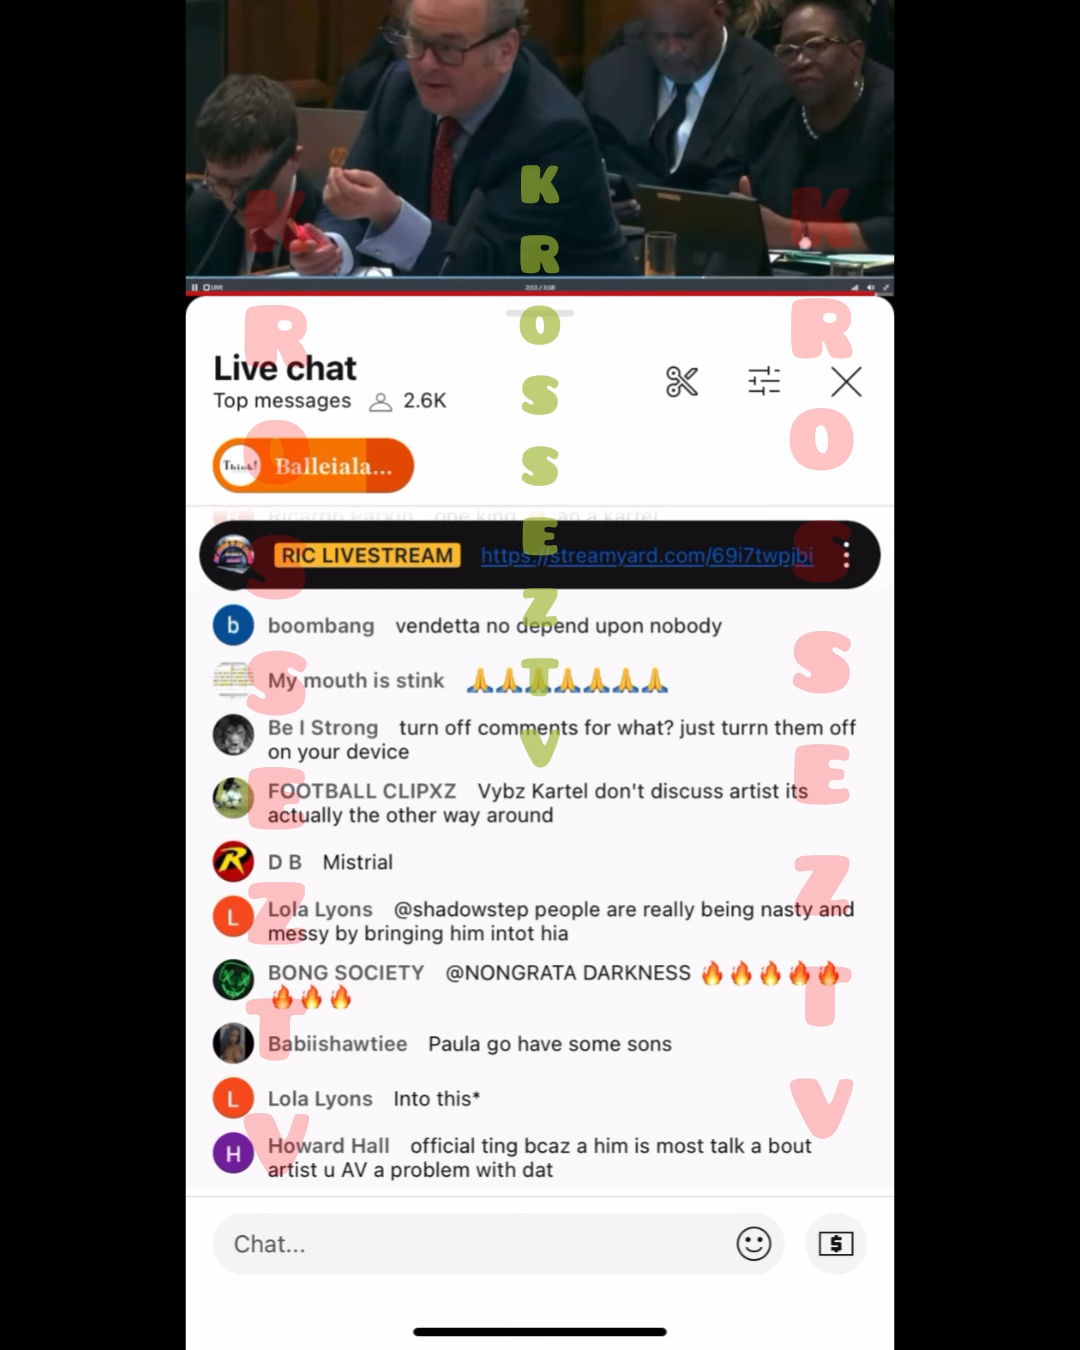 LIVE
2:53 / 3:58
Live chat
Top messages 2.6K
Think! Balleiala...
Ricardo Parkin one king an a kartel
RIC LIVESTREAM https://streamyard.com/69i7twpjbi
boombang vendetta no depend upon nobody
My mouth is stink 🙏🙏🙏🙏🙏🙏🙏
Be I Strong turn off comments for what? just turrn them off
on your device
FOOTBALL CLIPXZ Vybz Kartel don't discuss artist its
actually the other way around
D B Mistrial
Lola Lyons @shadowstep people are really being nasty and
messy by bringing him intot hia
BONG SOCIETY @NONGRATA DARKNESS 🔥🔥🔥🔥🔥
🔥🔥🔥
Babiishawtiee Paula go have some sons
Lola Lyons Into this*
Howard Hall official ting bcaz a him is most talk a bout
artist u AV a problem with dat
Chat...
KROSSEZTV
KROSSEZTV
KROSSEZTV